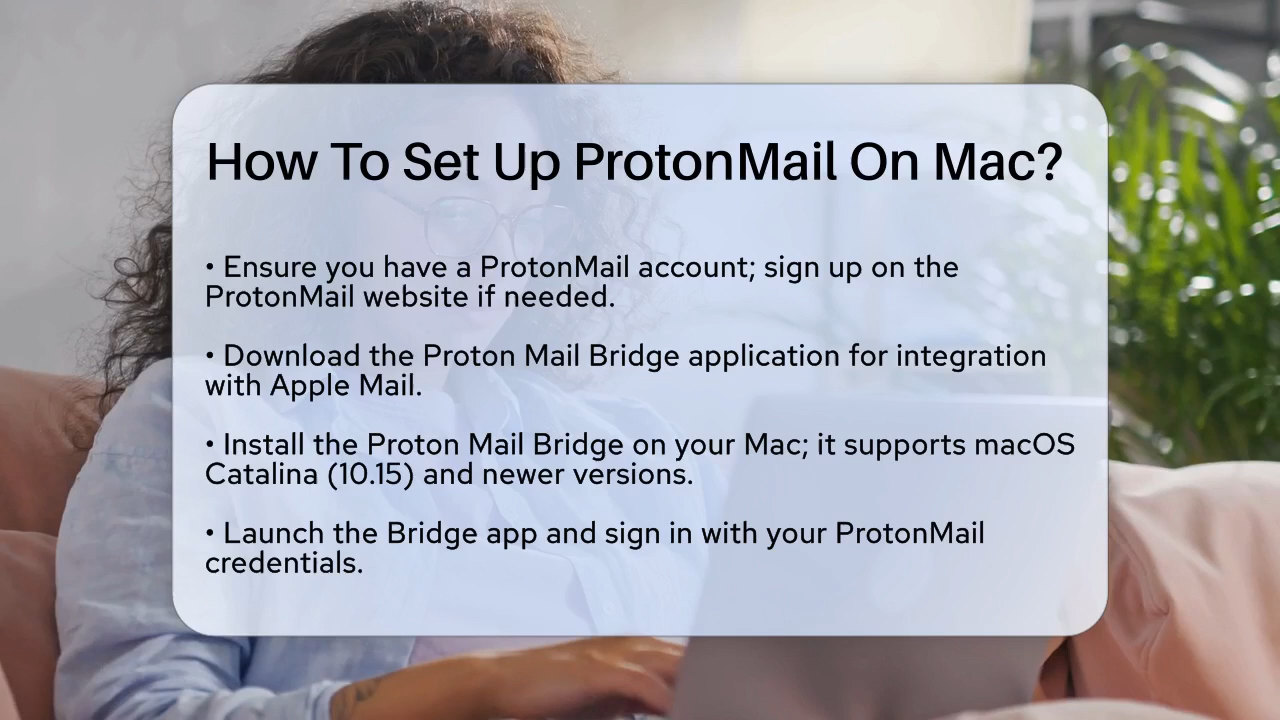 How To Set Up ProtonMail On Mac?
• Ensure you have a ProtonMail account; sign up on the
ProtonMail website if needed.
• Download the Proton Mail Bridge application for integration
with Apple Mail.
• Install the Proton Mail Bridge on your Mac; it supports macOS
Catalina (10.15) and newer versions.
• Launch the Bridge app and sign in with your ProtonMail
credentials.